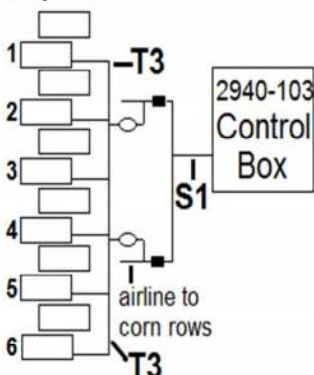 1
T3
2940-103
Control
Box
2
3
S1
4
airline to
corn rows
5
6
T3